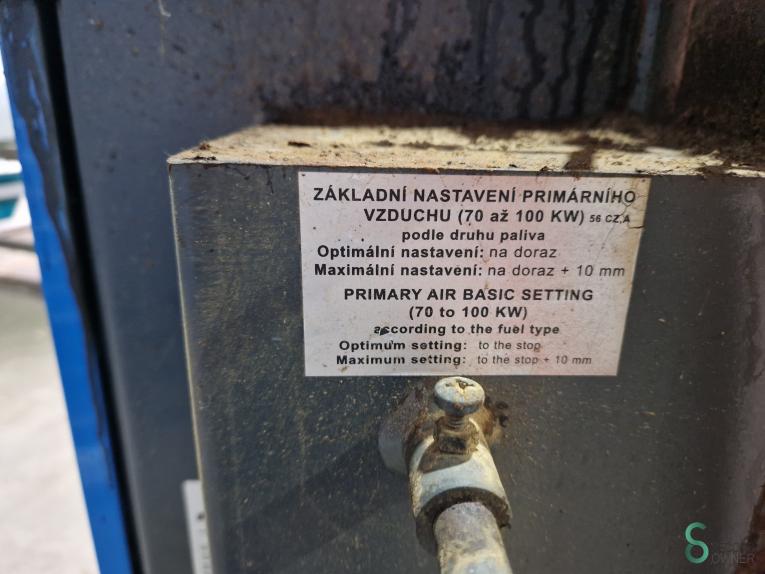 ZÁKLADNÍ NASTAVENÍ PRIMÁRNÍHO
VZDUCHU (70 až 100 KW) 56 CZ,A
podle druhu paliva
Optimální nastavení: na doraz
Maximální nastavení: na doraz + 10 mm
PRIMARY AIR BASIC SETTING
(70 to 100 KW)
according to the fuel type
Optimum setting: to the stop
Maximum setting: to the stop + 10 mm
OWNER